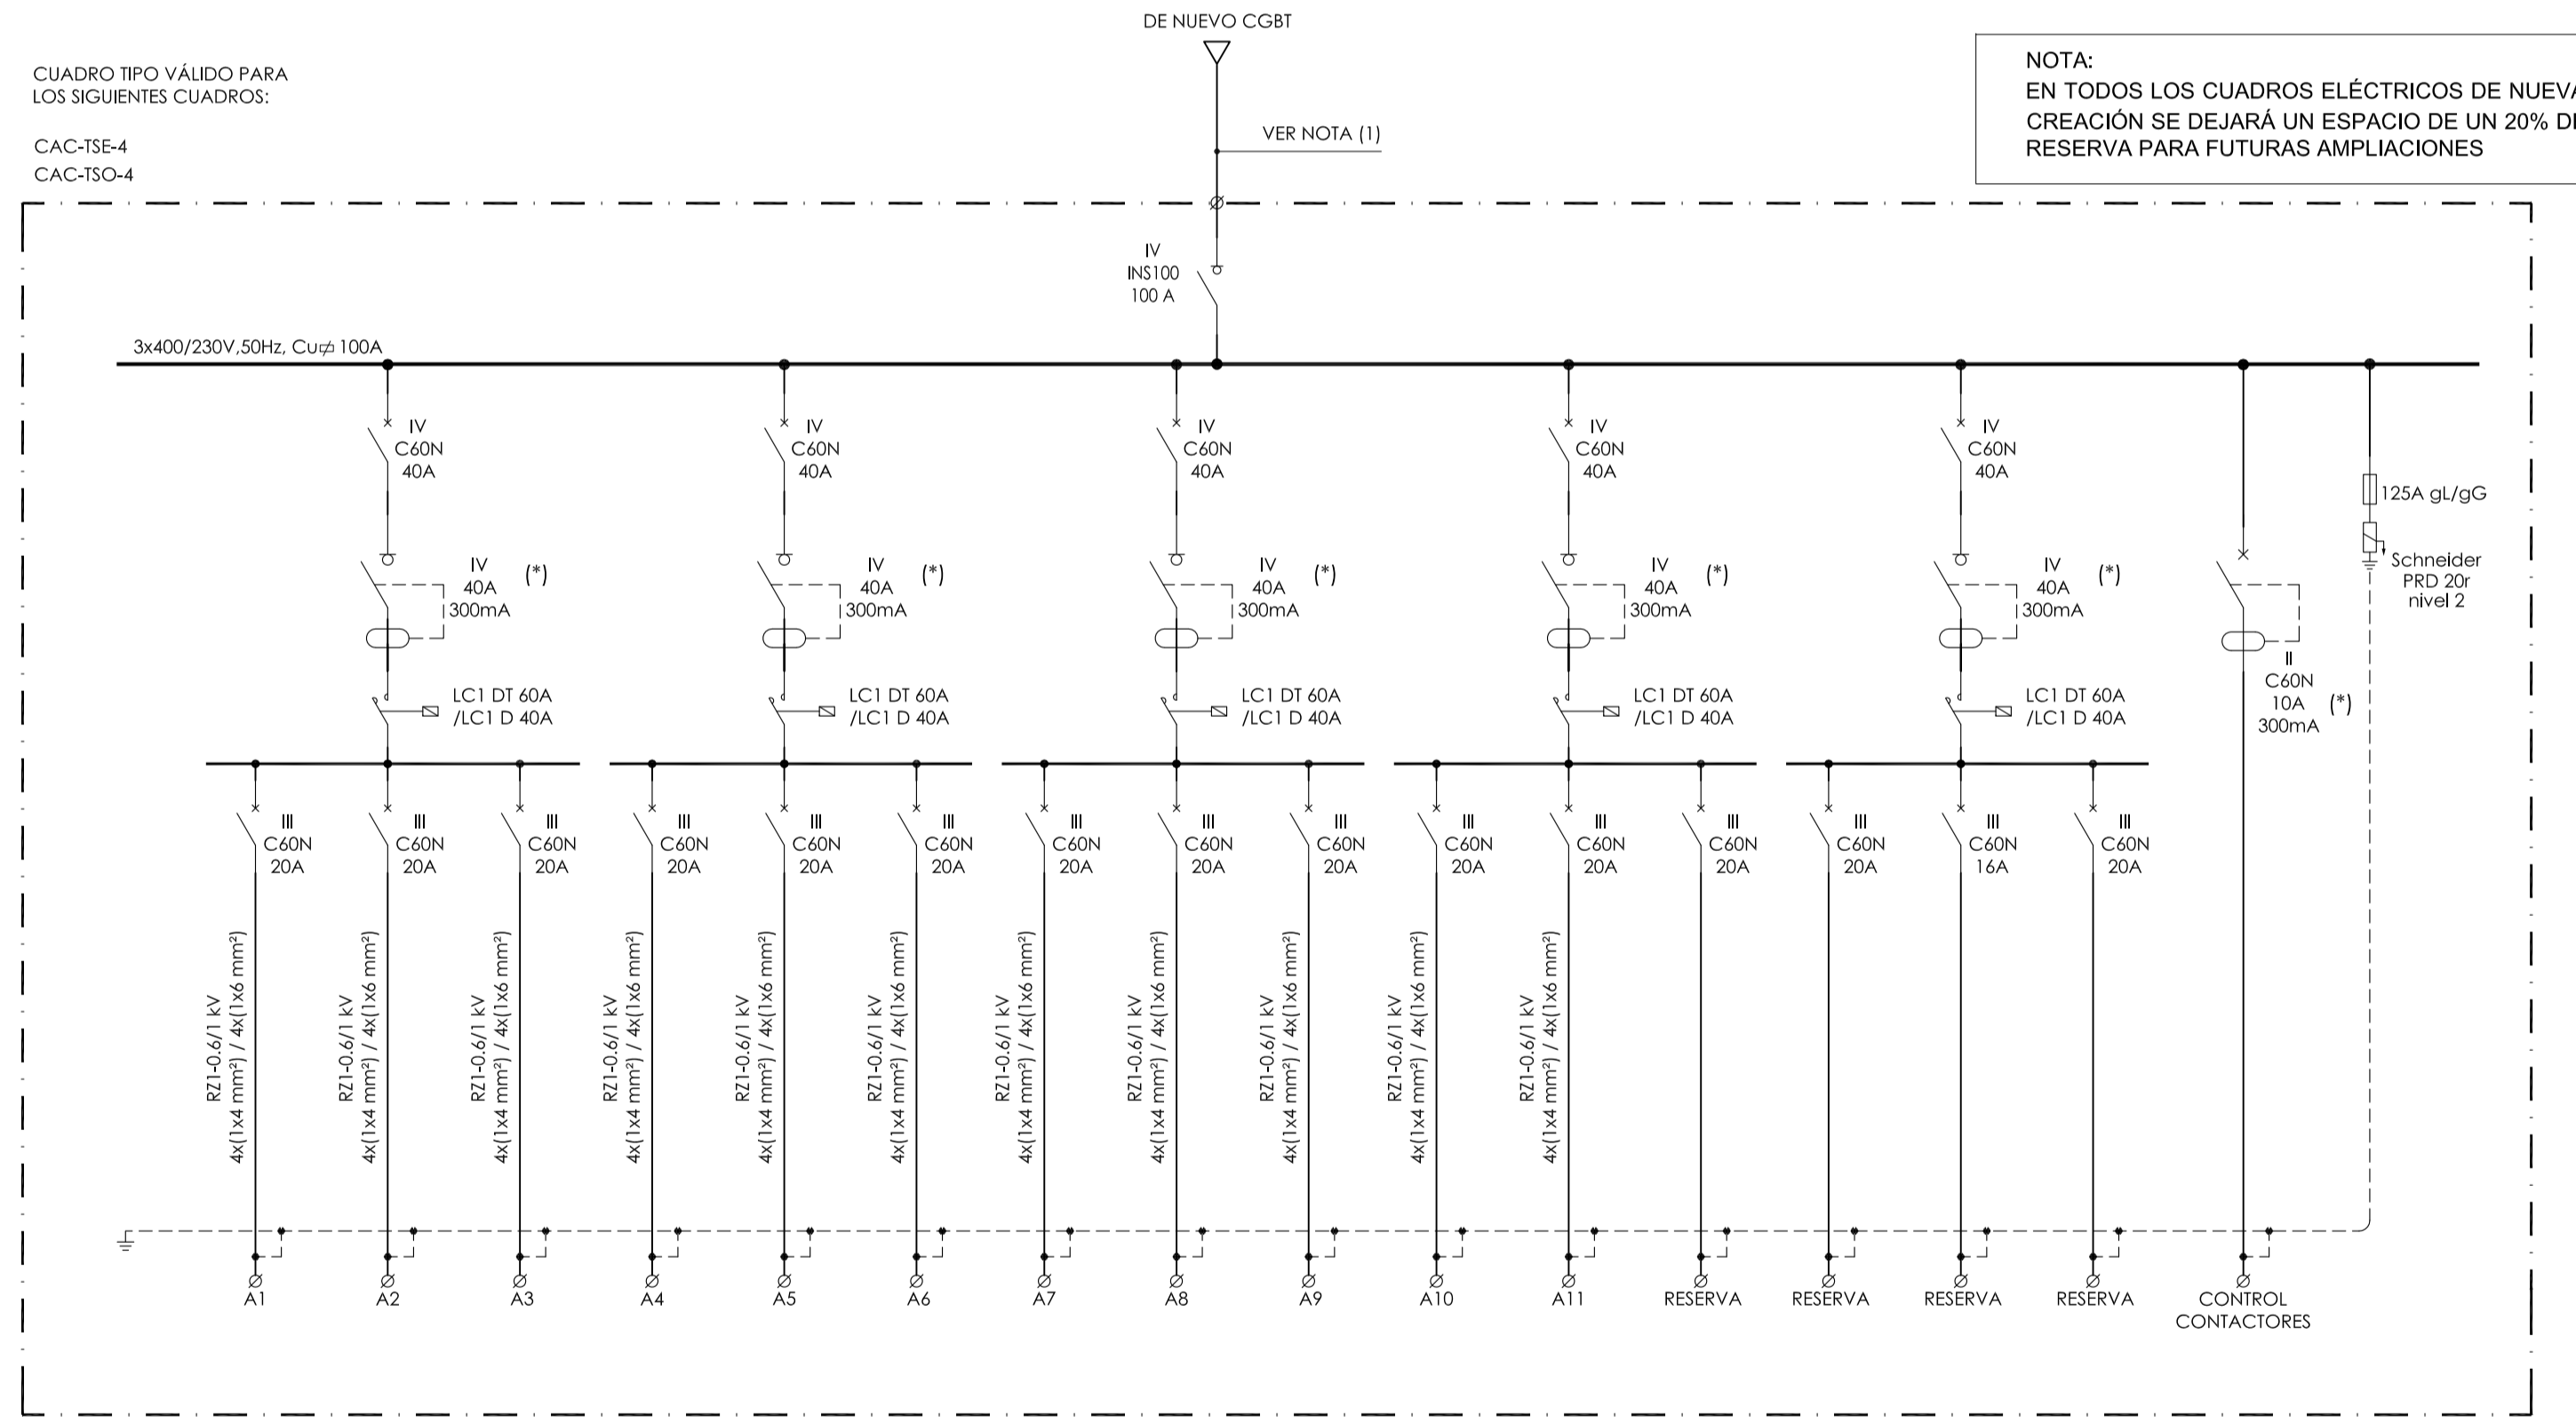 DE NUEVO CGBT
CUADRO TIPO VÁLIDO PARA
LOS SIGUIENTES CUADROS:
CAC-TSE-4
CAC-TSO-4
VER NOTA (1)
NOTA:
EN TODOS LOS CUADROS ELÉCTRICOS DE NUEVA
CREACIÓN SE DEJARÁ UN ESPACIO DE UN 20% DE
RESERVA PARA FUTURAS AMPLIACIONES
IV
INS100
100 A
3x400/230V,50Hz, Cu 100A
IV
C60N
40A
IV
C60N
40A
IV
C60N
40A
IV
C60N
40A
IV
C60N
40A
125A gL/gG
Schneider
PRD 20r
nivel 2
IV
40A (*)
300mA
IV
40A (*)
300mA
IV
40A (*)
300mA
IV
40A (*)
300mA
IV
40A (*)
300mA
II
C60N
10A (*)
300mA
LC1 DT 60A
/LC1 D 40A
LC1 DT 60A
/LC1 D 40A
LC1 DT 60A
/LC1 D 40A
LC1 DT 60A
/LC1 D 40A
LC1 DT 60A
/LC1 D 40A
III
C60N
20A
III
C60N
20A
III
C60N
20A
III
C60N
20A
III
C60N
20A
III
C60N
20A
III
C60N
20A
III
C60N
20A
III
C60N
20A
III
C60N
20A
III
C60N
20A
III
C60N
20A
III
C60N
20A
III
C60N
16A
III
C60N
20A
RZ1-0.6/1 kV
4x(1x4 mm²) / 4x(1x6 mm²)
RZ1-0.6/1 kV
4x(1x4 mm²) / 4x(1x6 mm²)
RZ1-0.6/1 kV
4x(1x4 mm²) / 4x(1x6 mm²)
RZ1-0.6/1 kV
4x(1x4 mm²) / 4x(1x6 mm²)
RZ1-0.6/1 kV
4x(1x4 mm²) / 4x(1x6 mm²)
RZ1-0.6/1 kV
4x(1x4 mm²) / 4x(1x6 mm²)
RZ1-0.6/1 kV
4x(1x4 mm²) / 4x(1x6 mm²)
RZ1-0.6/1 kV
4x(1x4 mm²) / 4x(1x6 mm²)
RZ1-0.6/1 kV
4x(1x4 mm²) / 4x(1x6 mm²)
RZ1-0.6/1 kV
4x(1x4 mm²) / 4x(1x6 mm²)
RZ1-0.6/1 kV
4x(1x4 mm²) / 4x(1x6 mm²)
A1
A2
A3
A4
A5
A6
A7
A8
A9
A10
A11
RESERVA
RESERVA
RESERVA
RESERVA
CONTROL
CONTACTORES